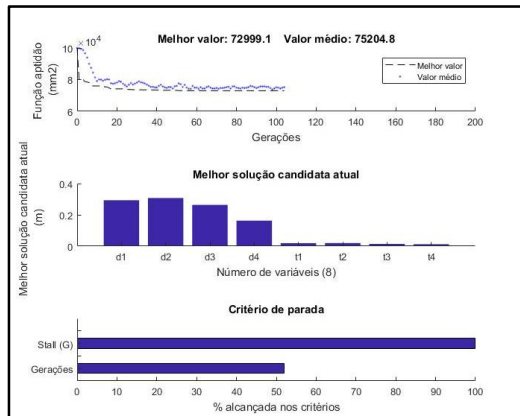 Melhor valor: 72999.1 Valor médio: 75204.8
×10⁴
10
8
6
Função aptidão
(mm2)
Melhor valor
Valor médio
0 20 40 60 80 100 120 140 160 180 200
Gerações
Melhor solução candidata atual
Melhor solução candidata atual
(m)
0.4
0.2
0
d1 d2 d3 d4 t1 t2 t3 t4
Número de variáveis (8)
Critério de parada
Stall (G)
Gerações
0 10 20 30 40 50 60 70 80 90 100
% alcançada nos critérios